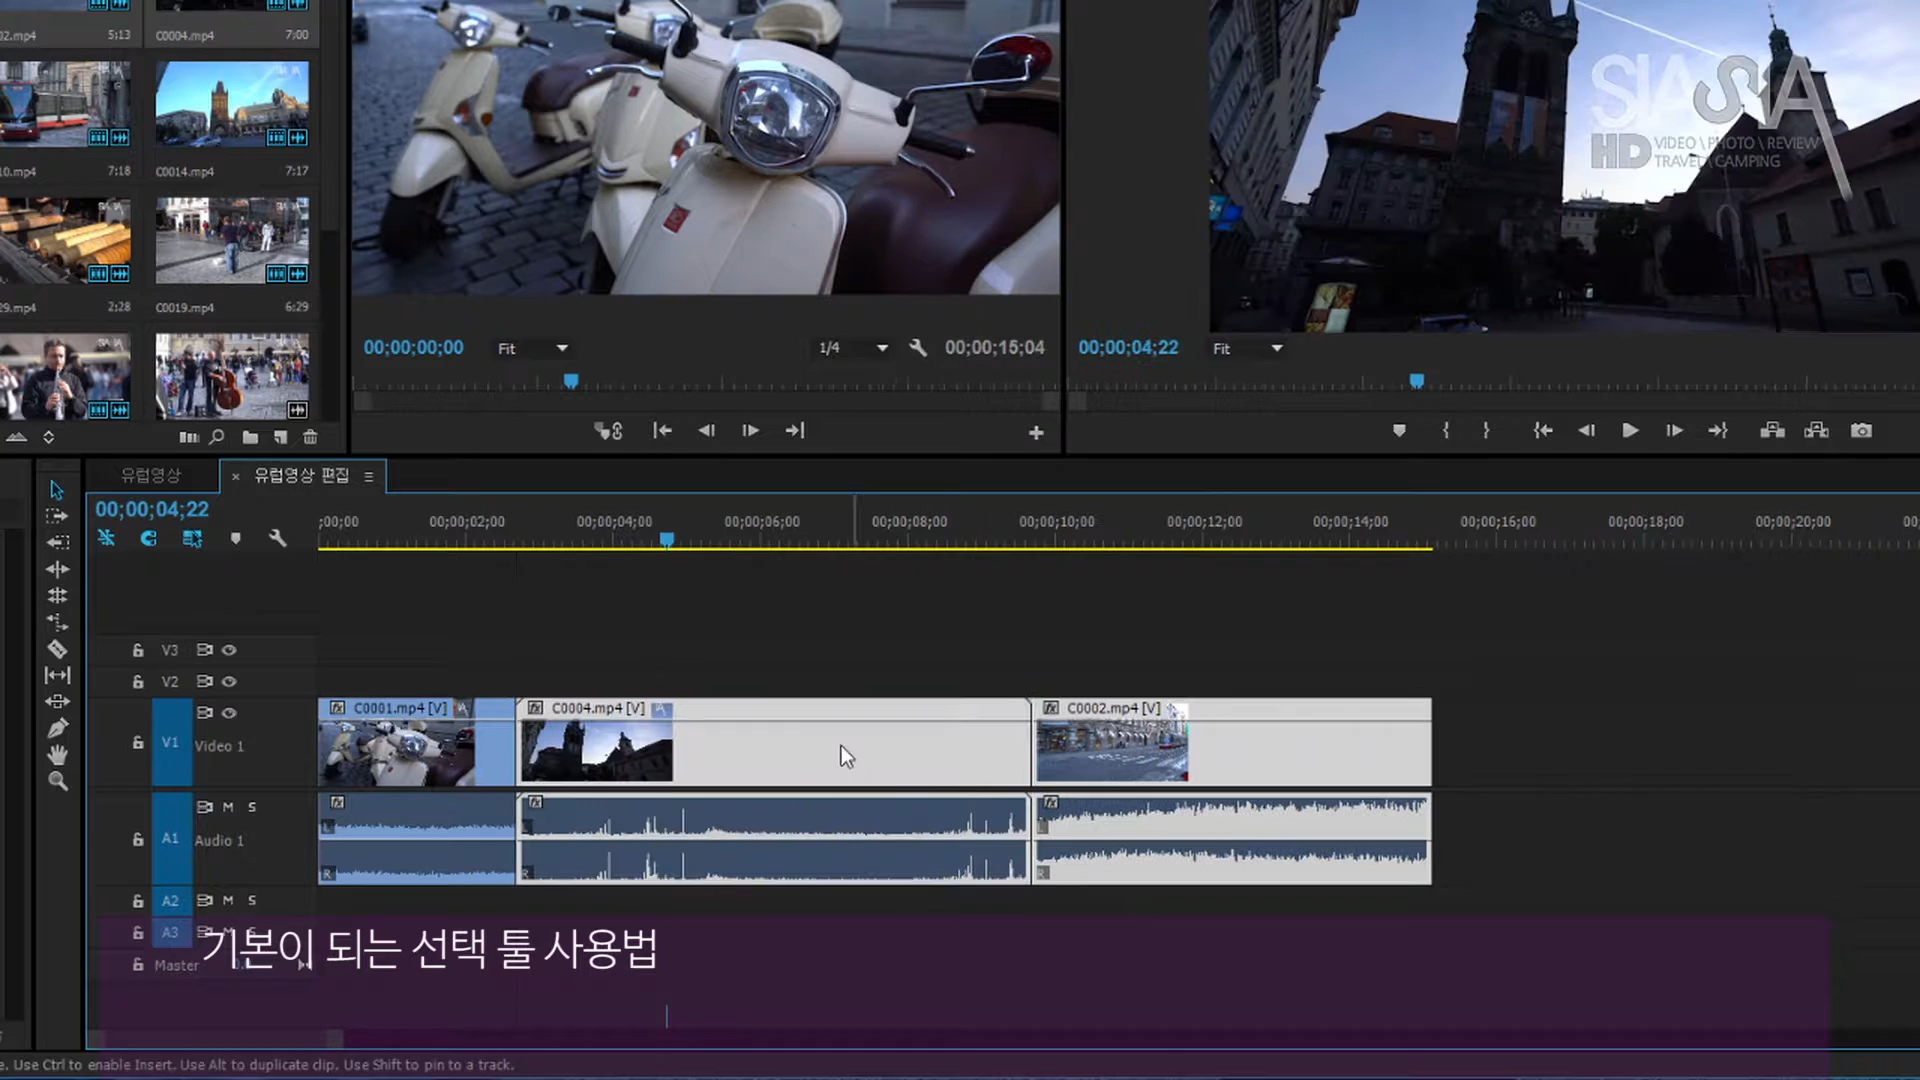 02.mp4 5:13 C0004.mp4 7:00
10.mp4 7:18 C0014.mp4 7:17
29.mp4 2:28 C0019.mp4 6:29
SIASIA
HD VIDEO \ PHOTO \ REVIEW
TRAVEL \ CAMPING
00;00;00;00 Fit 1/4 00;00;15;04
00;00;04;22 Fit
유럽영상 × 유럽영상 편집
00;00;04;22
;00;00 00;00;02;00 00;00;04;00 00;00;06;00 00;00;08;00 00;00;10;00 00;00;12;00 00;00;14;00 00;00;16;00 00;00;18;00 00;00;20;00 00
V3
V2
C0001.mp4 [V] C0004.mp4 [V] C0002.mp4 [V]
V1 Video 1
M S
A1 Audio 1
L L L
R R R
A2 M S
A3 M S
기본이 되는 선택 툴 사용법
Master 0.0
e. Use Ctrl to enable Insert. Use Alt to duplicate clip. Use Shift to pin to a track.